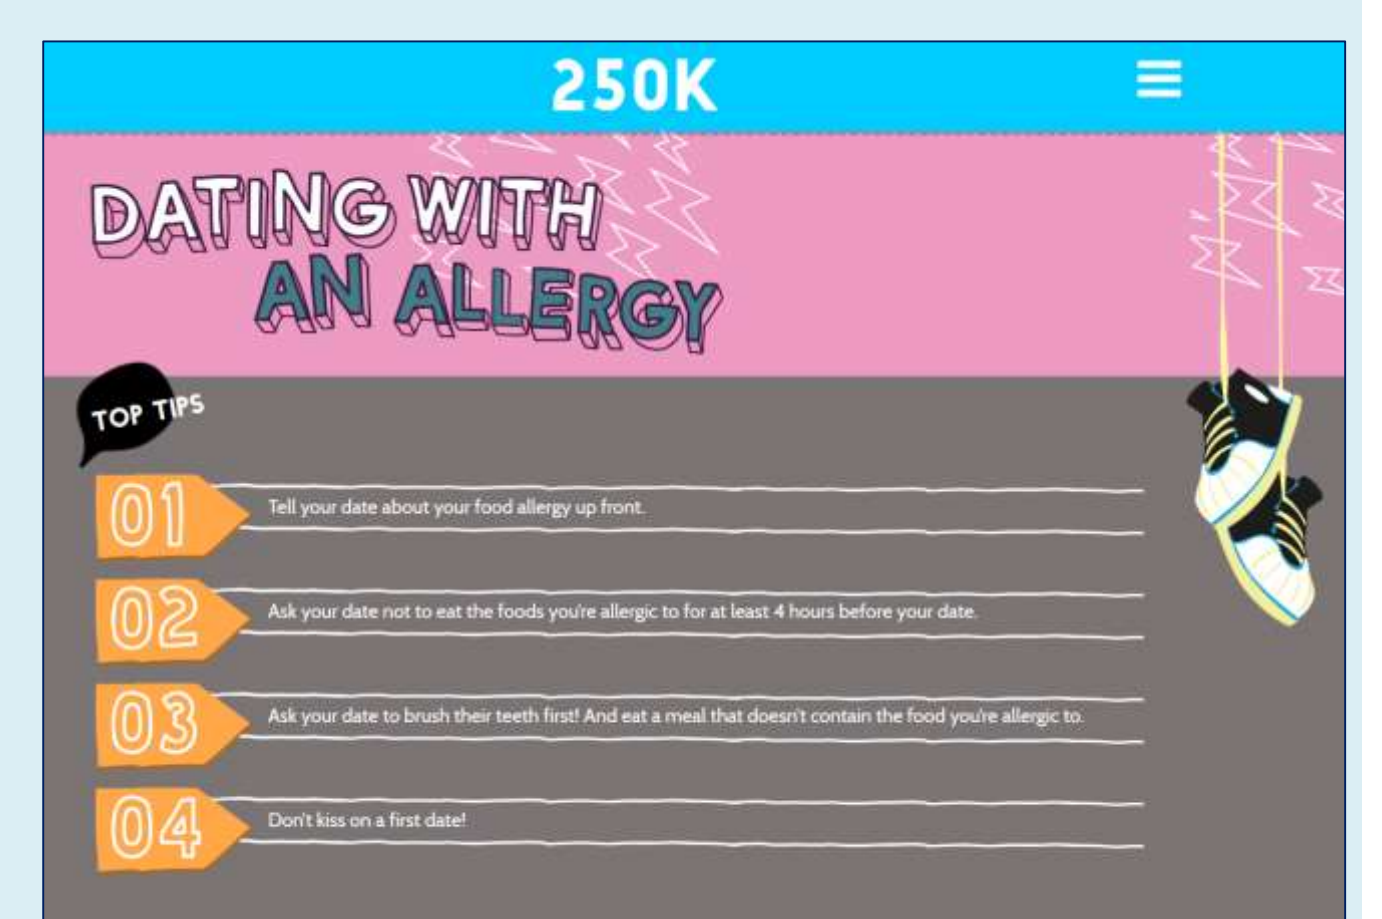 250K
DATING WITH
AN ALLERGY
TOP TIPS
01
Tell your date about your food allergy up front.
02
Ask your date not to eat the foods you're allergic to for at least 4 hours before your date.
03
Ask your date to brush their teeth first! And eat a meal that doesn't contain the food you're allergic to.
04
Don't kiss on a first date!